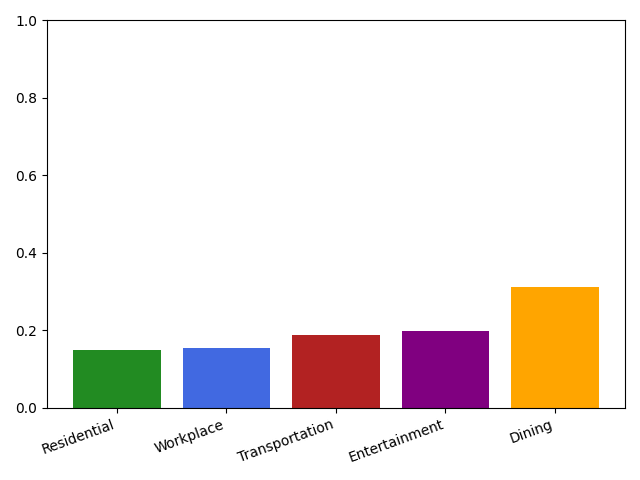 1.0
0.8
0.6
0.4
0.2
0.0
Residential
Workplace
Transportation
Entertainment
Dining